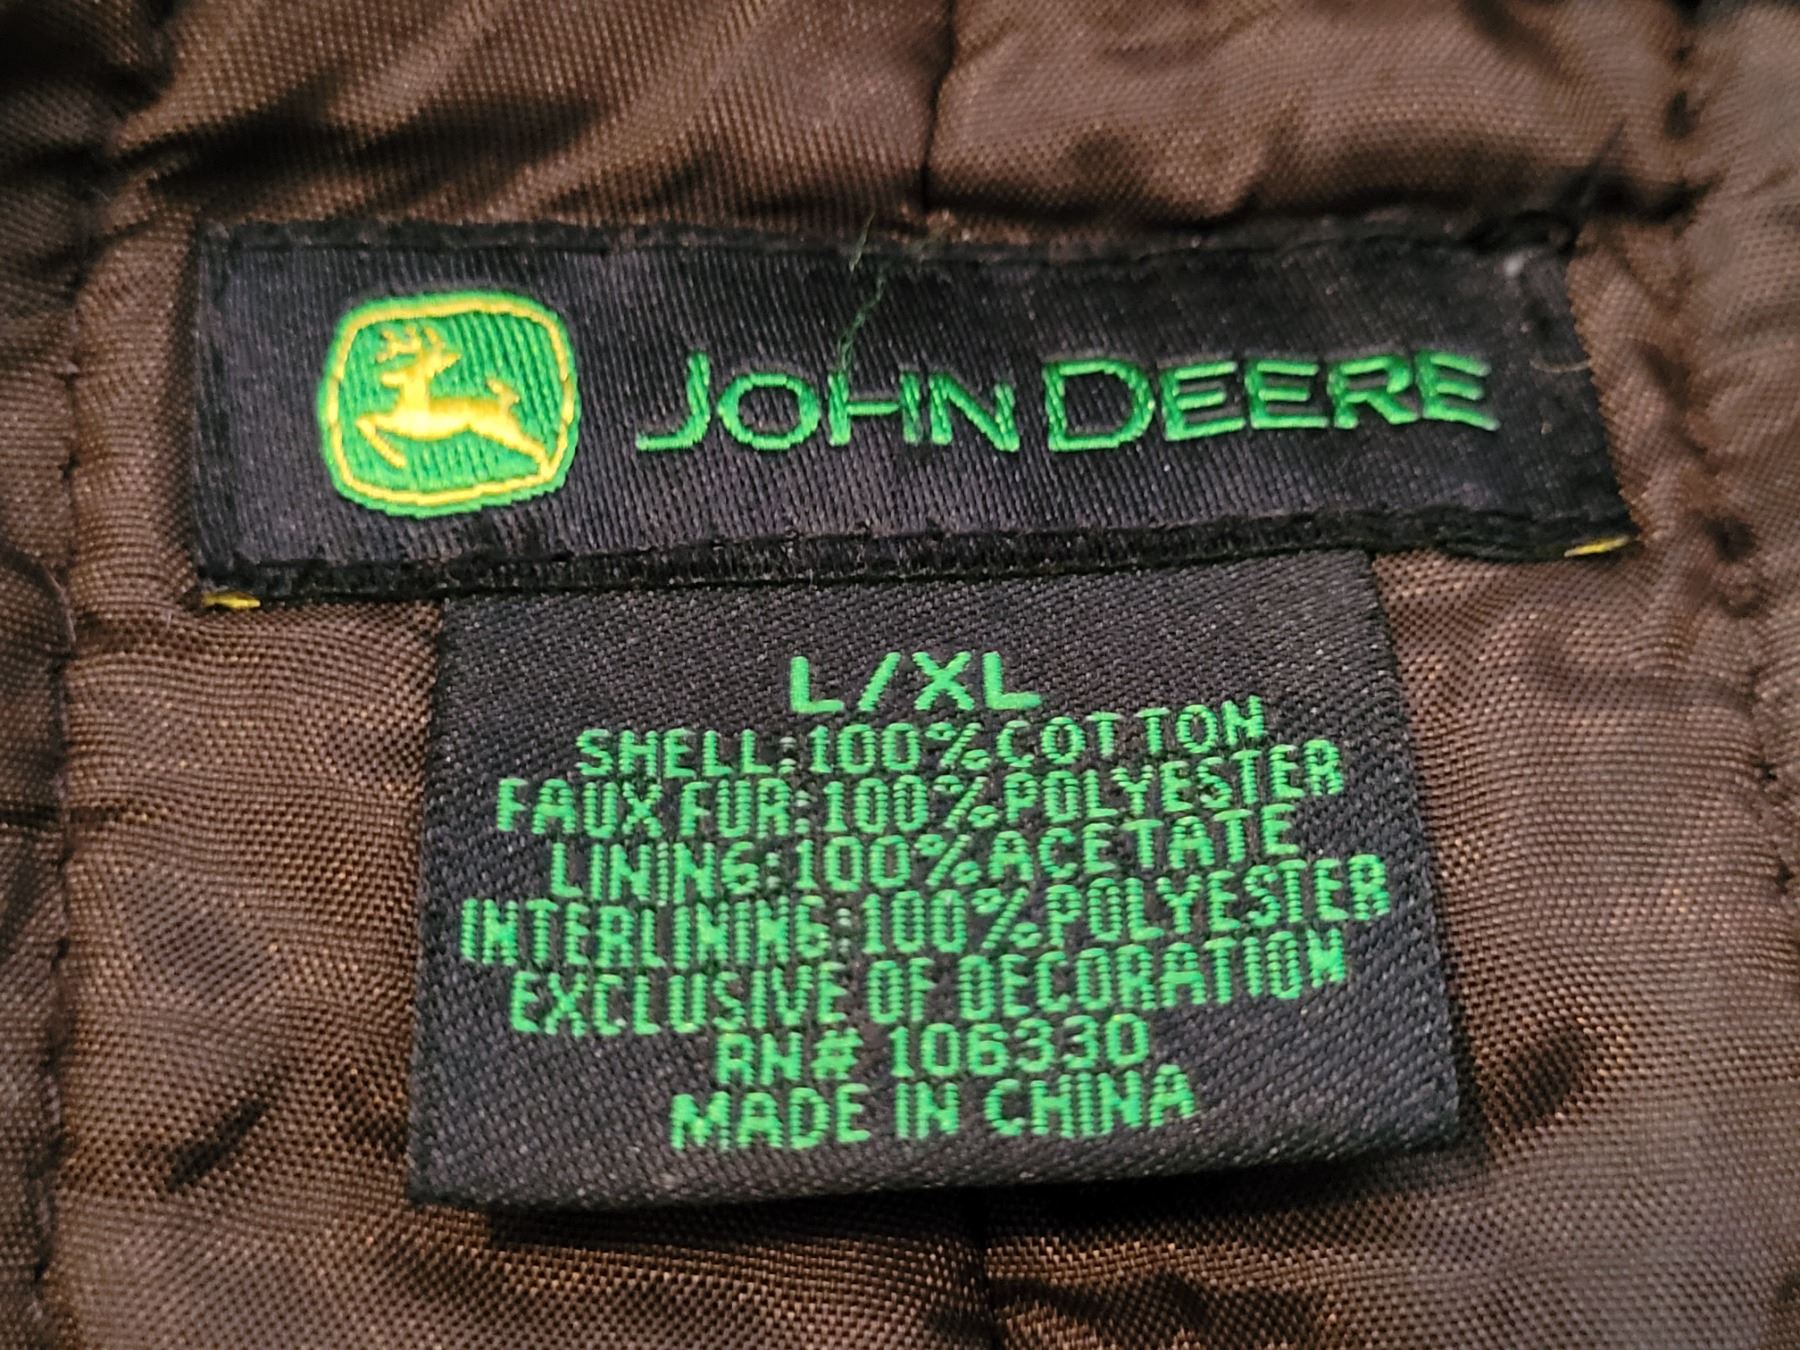 JOHN DEERE
L/XL
SHELL:100%COTTON
FAUX FUR:100%POLYESTER
LINING:100%ACETATE
INTERLINING:100%POLYESTER
EXCLUSIVE OF DECORATION
RN# 106330
MADE IN CHINA